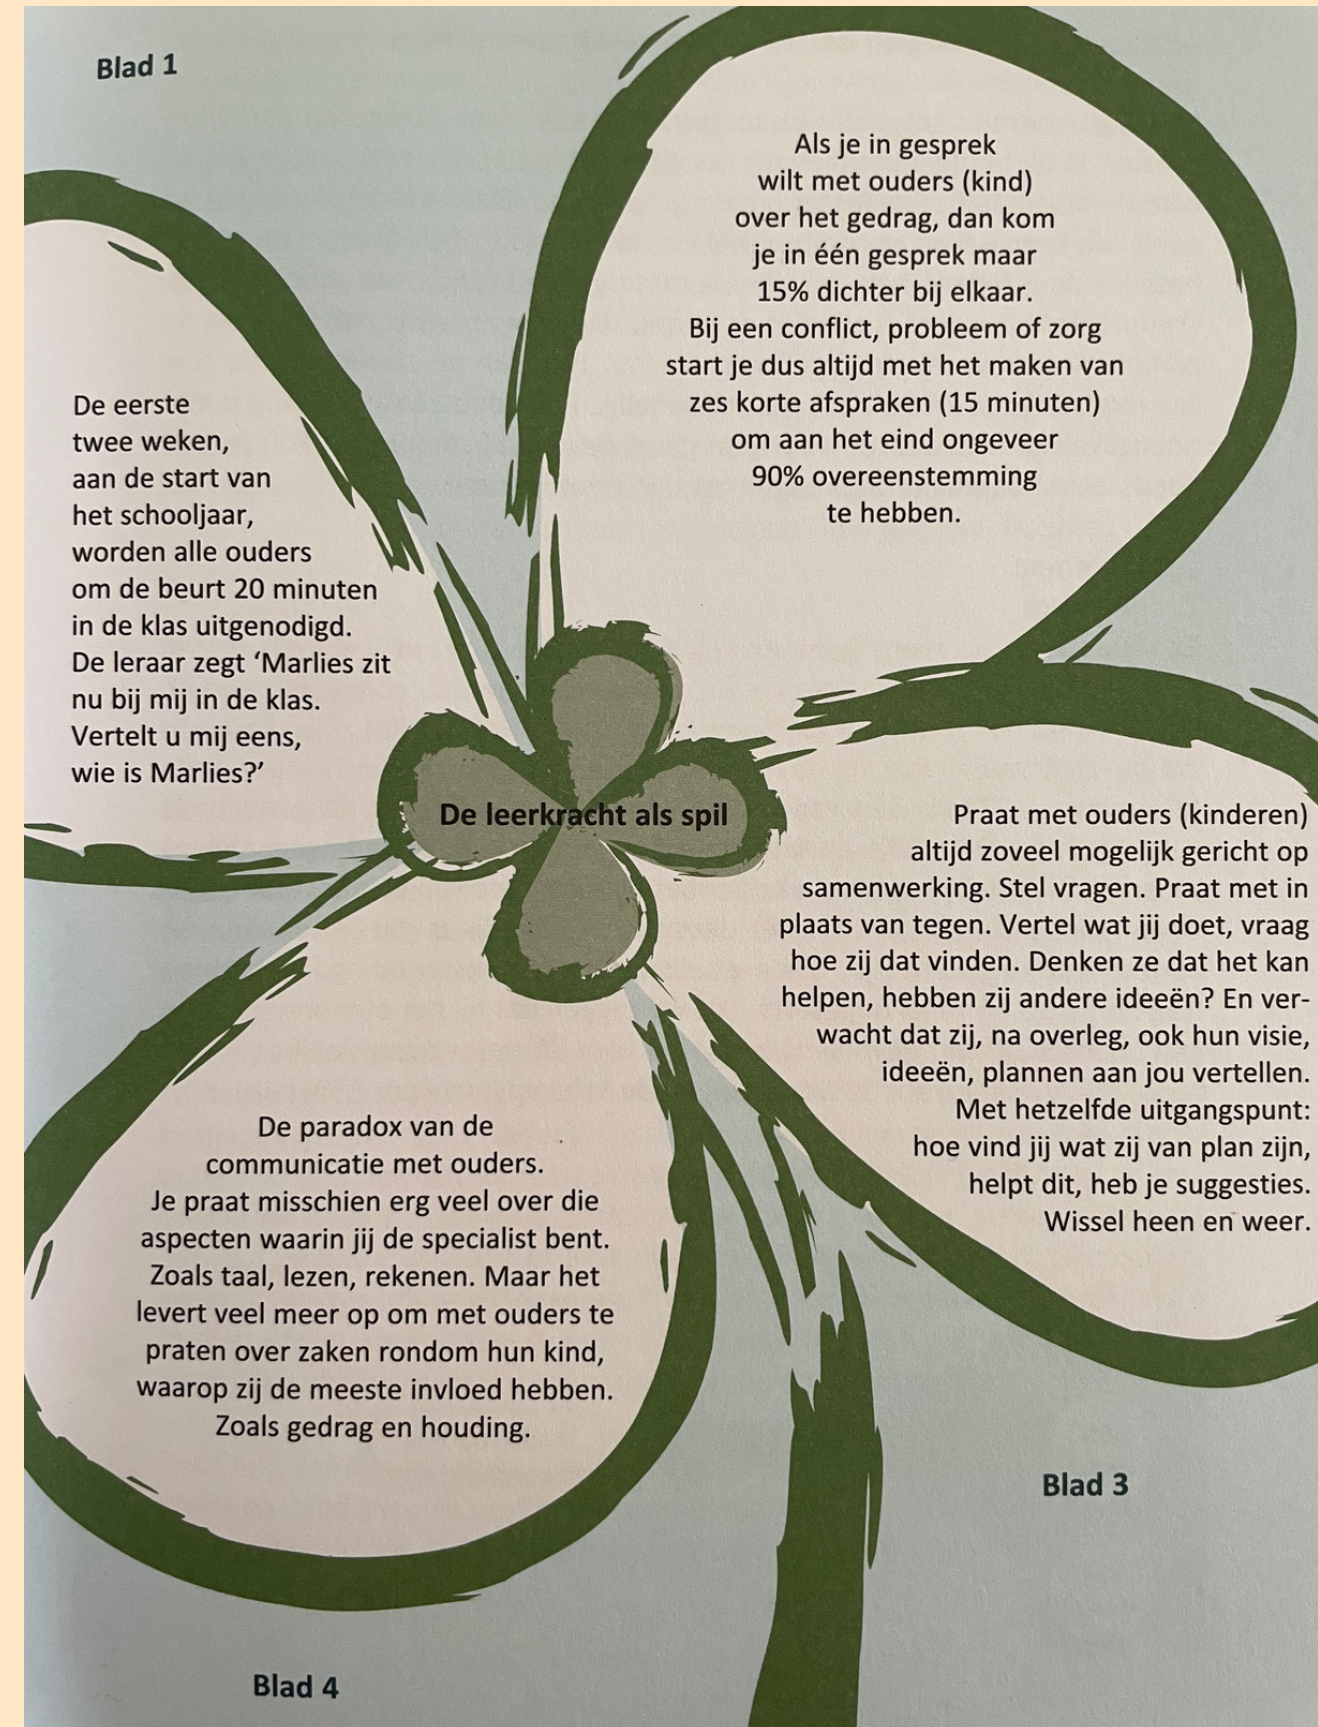 Blad 1
De eerste
twee weken,
aan de start van
het schooljaar,
worden alle ouders
om de beurt 20 minuten
in de klas uitgenodigd.
De leraar zegt ‘Marlies zit
nu bij mij in de klas.
Vertelt u mij eens,
wie is Marlies?’
Als je in gesprek
wilt met ouders (kind)
over het gedrag, dan kom
je in één gesprek maar
15% dichter bij elkaar.
Bij een conflict, probleem of zorg
start je dus altijd met het maken van
zes korte afspraken (15 minuten)
om aan het eind ongeveer
90% overeenstemming
te hebben.
De leerkracht als spil
Praat met ouders (kinderen)
altijd zoveel mogelijk gericht op
samenwerking. Stel vragen. Praat met in
plaats van tegen. Vertel wat jij doet, vraag
hoe zij dat vinden. Denken ze dat het kan
helpen, hebben zij andere ideeën? En ver-
wacht dat zij, na overleg, ook hun visie,
ideeën, plannen aan jou vertellen.
Met hetzelfde uitgangspunt:
hoe vind jij wat zij van plan zijn,
helpt dit, heb je suggesties.
Wissel heen en weer.
Blad 3
De paradox van de
communicatie met ouders.
Je praat misschien erg veel over die
aspecten waarin jij de specialist bent.
Zoals taal, lezen, rekenen. Maar het
levert veel meer op om met ouders te
praten over zaken rondom hun kind,
waarop zij de meeste invloed hebben.
Zoals gedrag en houding.
Blad 4